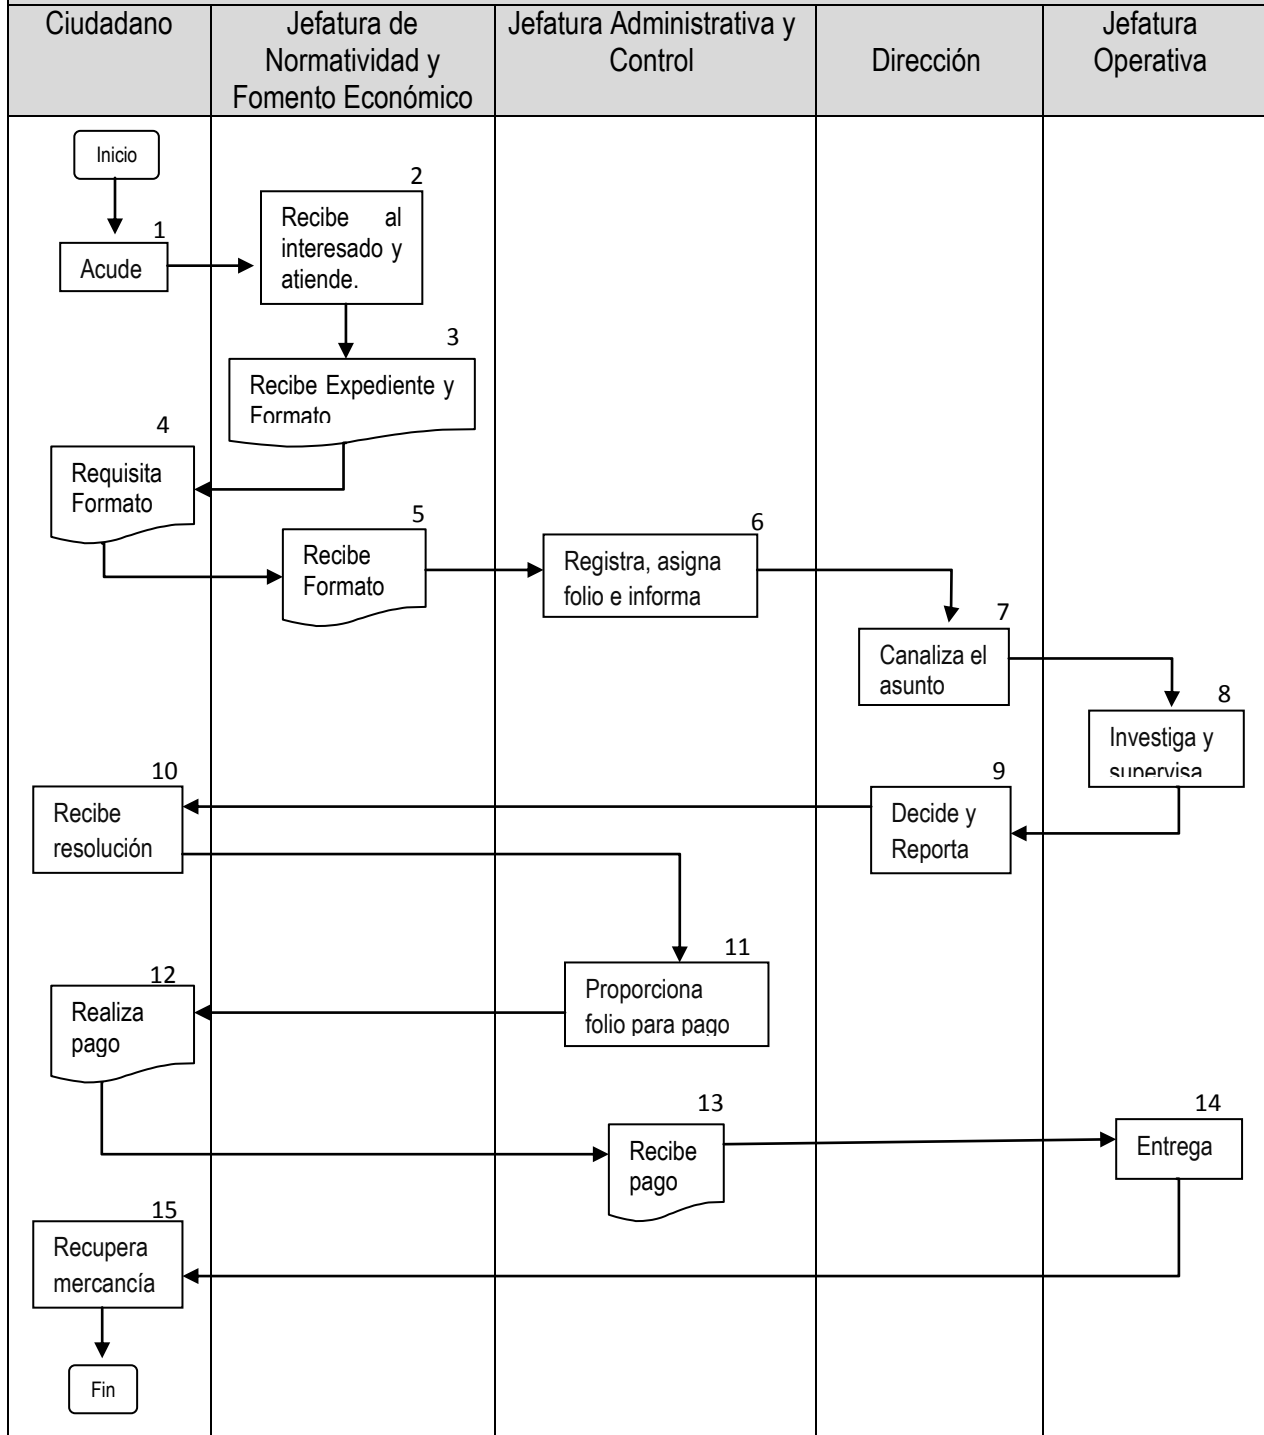 Ciudadano
Jefatura de
Normatividad y
Fomento Económico
Jefatura Administrativa y
Control
Dirección
Jefatura
Operativa
Inicio
1
Acude
2
Recibe al
interesado y
atiende.
3
Recibe Expediente y
Formato
4
Requisita
Formato
5
Recibe
Formato
6
Registra, asigna
folio e informa
7
Canaliza el
asunto
8
Investiga y
supervisa
9
Decide y
Reporta
10
Recibe
resolución
11
Proporciona
folio para pago
12
Realiza
pago
13
Recibe
pago
14
Entrega
15
Recupera
mercancía
Fin